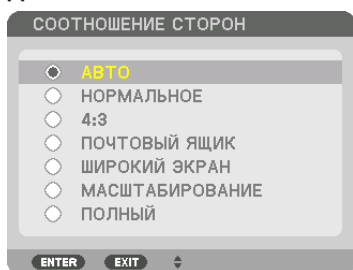 СООТНОШЕНИЕ СТОРОН
АВТО
НОРМАЛЬНОЕ
4:3
ПОЧТОВЫЙ ЯЩИК
ШИРОКИЙ ЭКРАН
МАСШТАБИРОВАНИЕ
ПОЛНЫЙ
ENTER EXIT